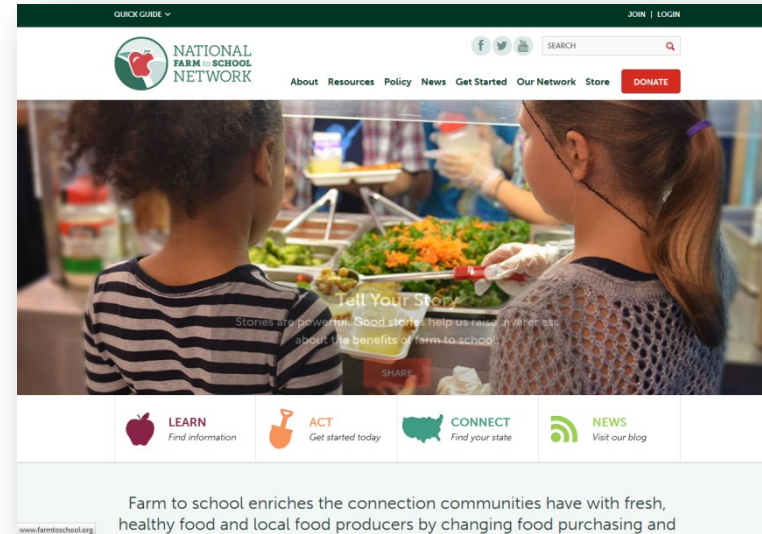 QUICK GUIDE
JOIN | LOGIN
NATIONAL
FARM to SCHOOL
NETWORK
f
You
Tube
SEARCH
About Resources Policy News Get Started Our Network Store DONATE
Tell Your Story
Stories are powerful. Good stories help us raise awareness
about the benefits of farm to school.
SHARE
LEARN
Find information
ACT
Get started today
CONNECT
Find your state
NEWS
Visit our blog
Farm to school enriches the connection communities have with fresh,
healthy food and local food producers by changing food purchasing and
www.farmtoschool.org